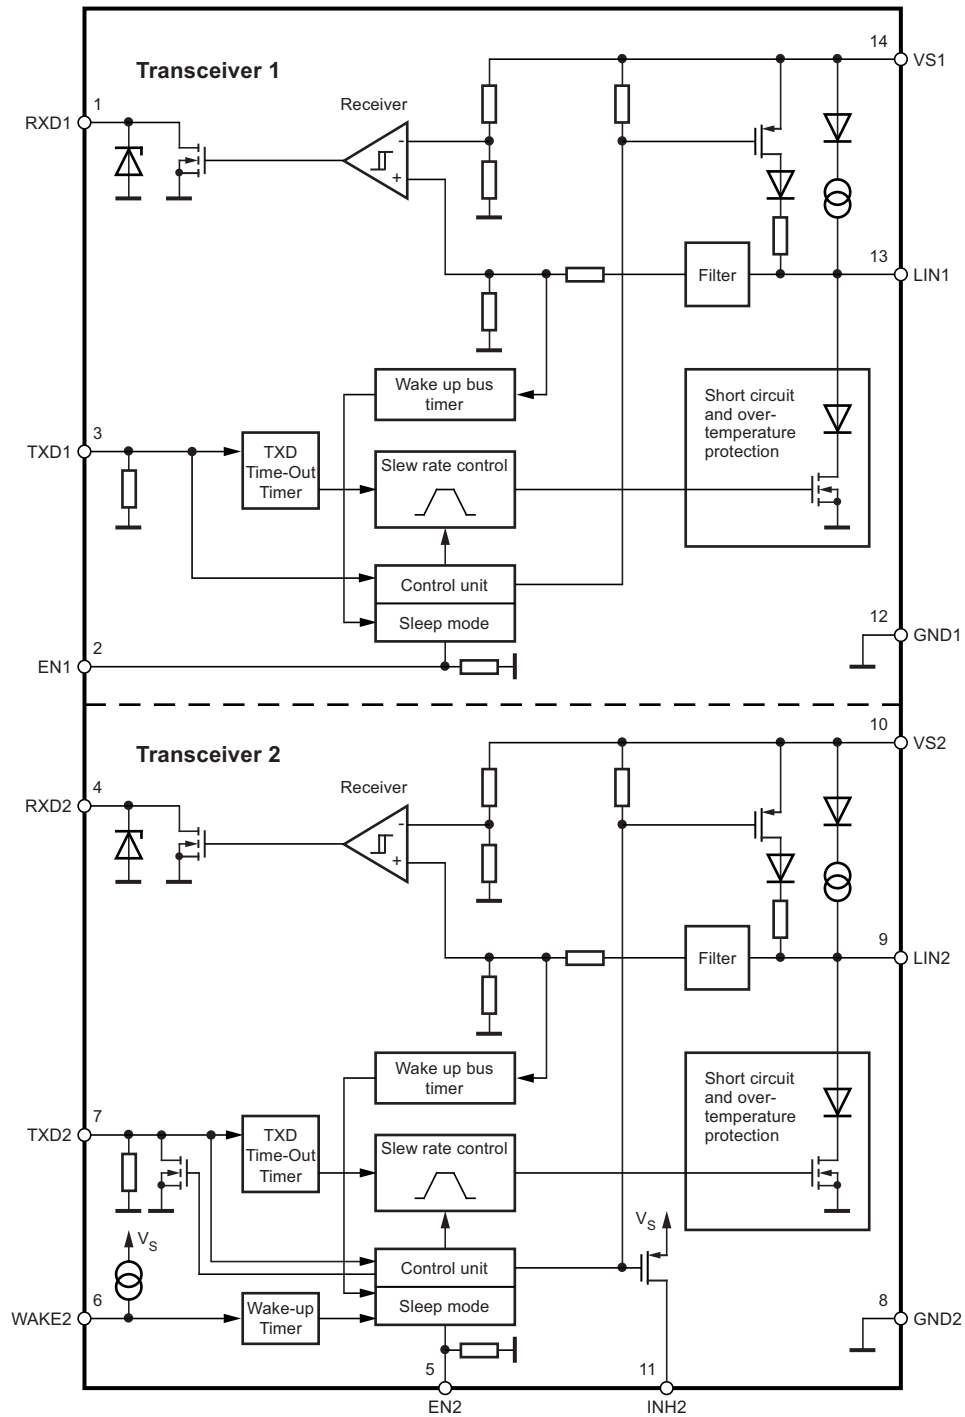 Transceiver 1
14
VS1
1
RXD1
Receiver
-
+
13
LIN1
Filter
Wake up bus
timer
Short circuit
and over-
temperature
protection
3
TXD1
TXD
Time-Out
Timer
Slew rate control
Control unit
Sleep mode
12
GND1
2
EN1
Transceiver 2
10
VS2
4
RXD2
Receiver
-
+
9
LIN2
Filter
Wake up bus
timer
Short circuit
and over-
temperature
protection
7
TXD2
TXD
Time-Out
Timer
Slew rate control
VS
VS
Control unit
Sleep mode
6
WAKE2
Wake-up
Timer
8
GND2
5
EN2
11
INH2